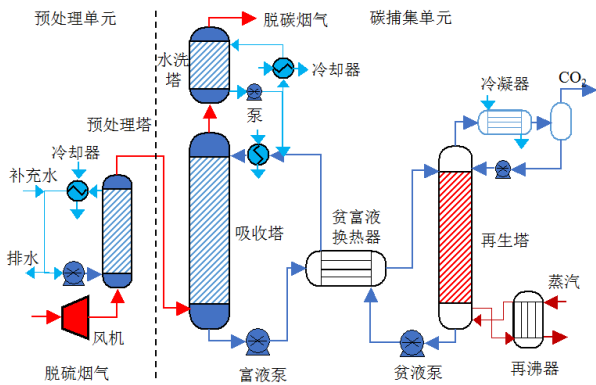 预处理单元
碳捕集单元
脱碳烟气
水洗
塔
冷却器
泵
冷凝器
CO₂
预处理塔
冷却器
补充水
排水
吸收塔
贫富液
换热器
再生塔
蒸汽
风机
脱硫烟气
富液泵
贫液泵
再沸器